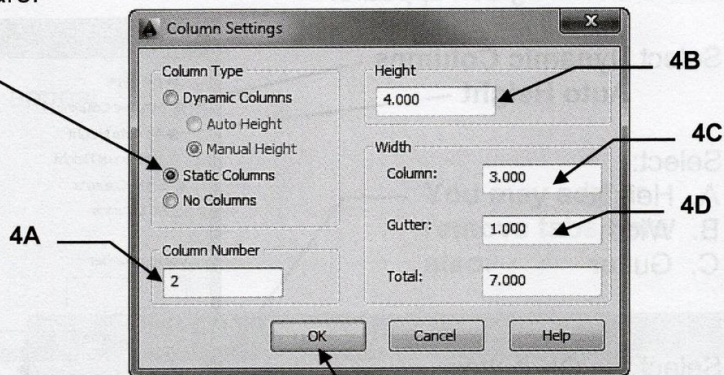 Column Settings
X
Column Type
Dynamic Columns
Auto Height
Manual Height
Static Columns
No Columns
Height
4.000
4B
Width
Column:
3.000
4C
Gutter:
1.000
4D
Total:
7.000
4A
Column Number
2
OK
Cancel
Help